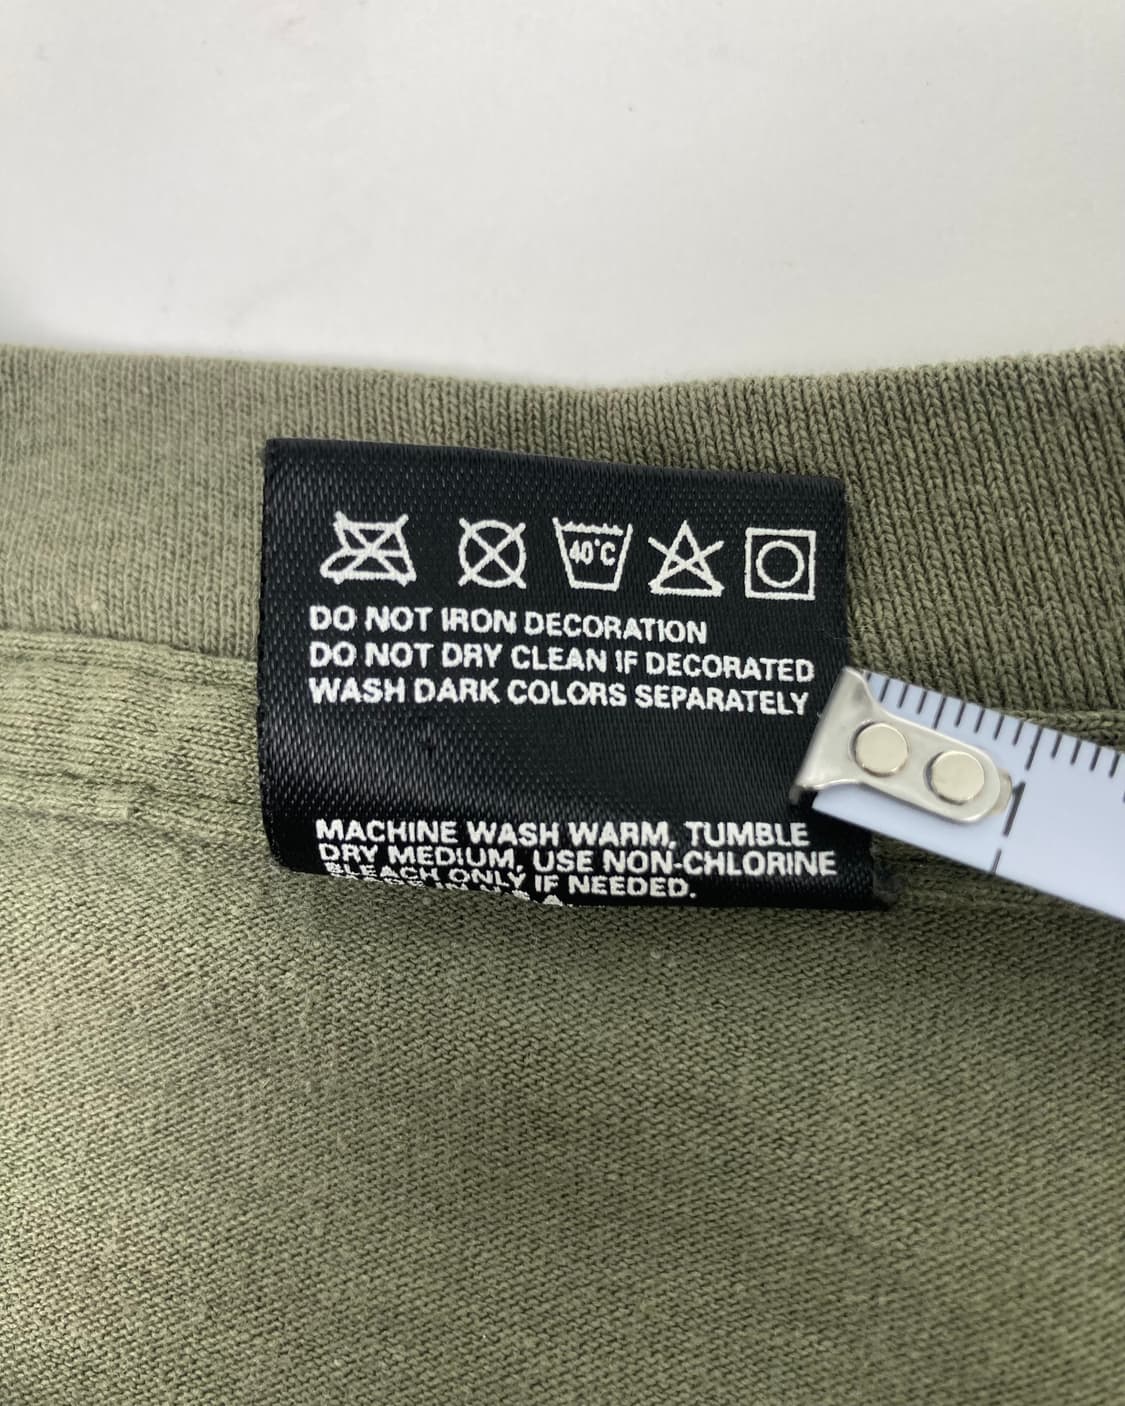 40°C
DO NOT IRON DECORATION
DO NOT DRY CLEAN IF DECORATED
WASH DARK COLORS SEPARATELY
MACHINE WASH WARM, TUMBLE
DRY MEDIUM, USE NON-CHLORINE
BLEACH ONLY IF NEEDED.